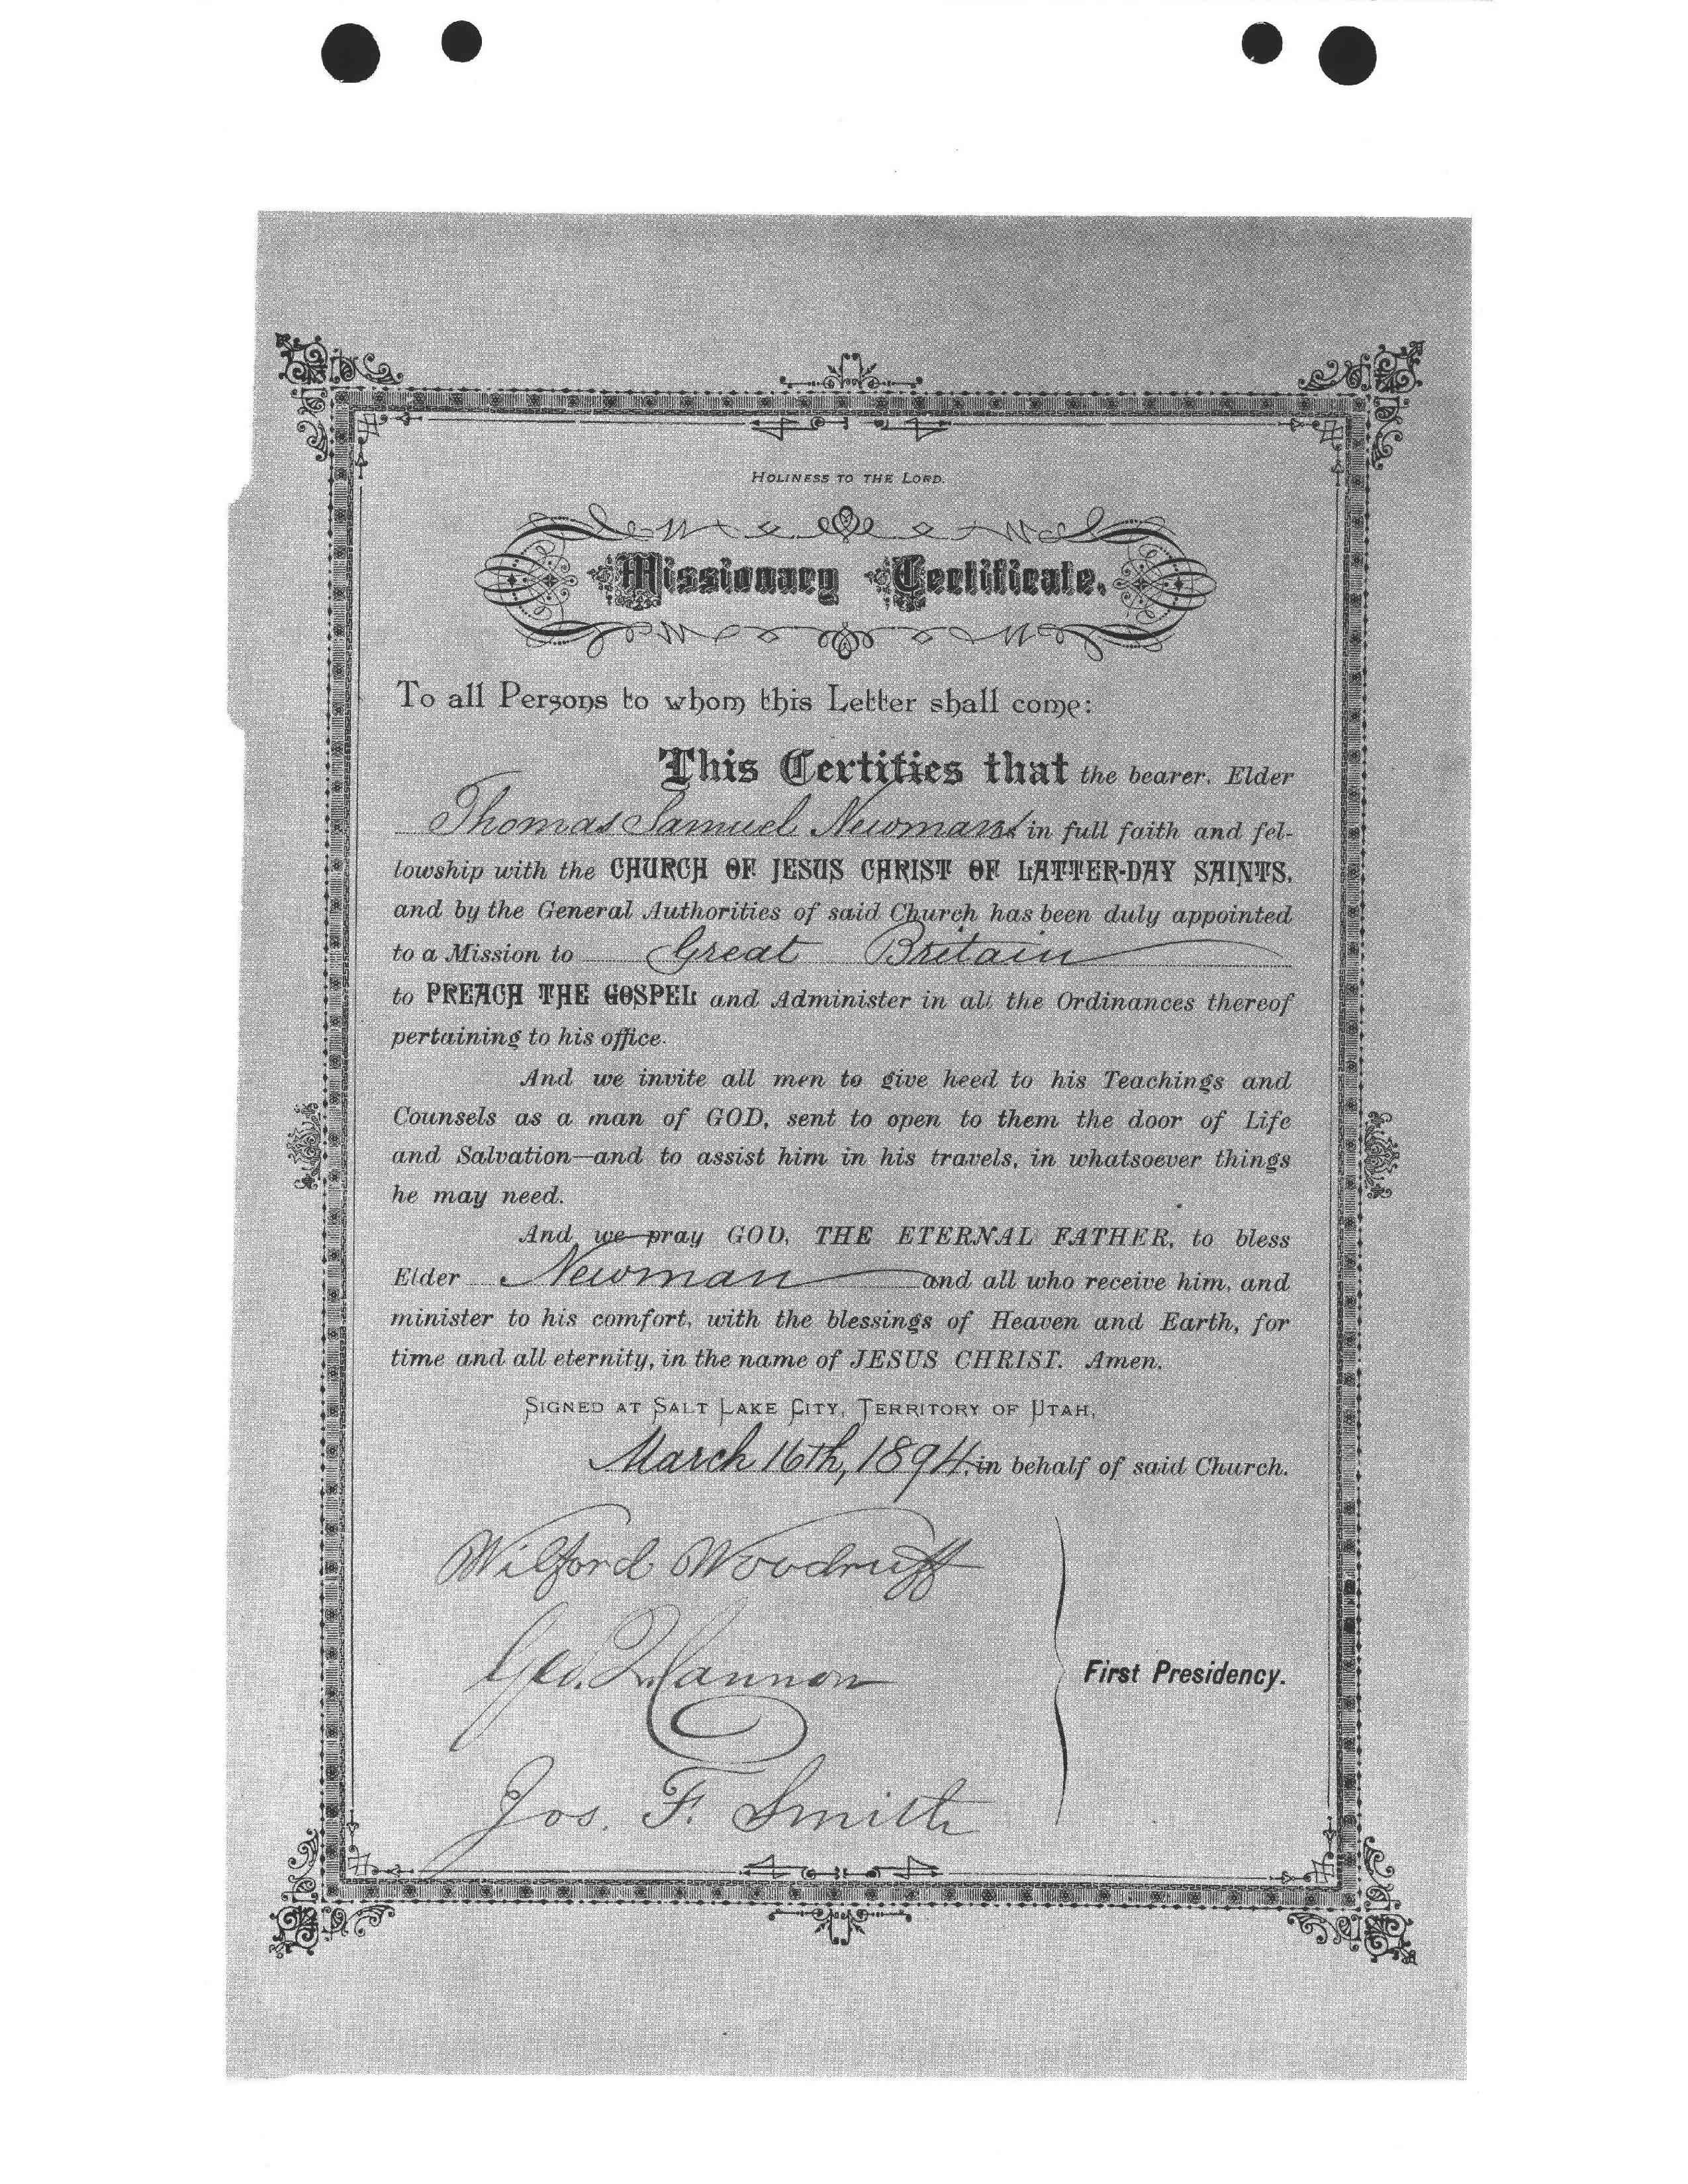 HOLINESS TO THE LORD.
Missionary Certificate.
To all Persons to whom this Letter shall come:
This Certifies that the bearer, Elder
Thomas Samuel Newman is in full faith and fel-
lowship with the CHURCH OF JESUS CHRIST OF LATTER-DAY SAINTS,
and by the General Authorities of said Church has been duly appointed
to a Mission to Great Britain
to PREACH THE GOSPEL and Administer in all the Ordinances thereof
pertaining to his office.
And we invite all men to give heed to his Teachings and
Counsels as a man of GOD, sent to open to them the door of Life
and Salvation—and to assist him in his travels, in whatsoever things
he may need.
And we pray GOD, THE ETERNAL FATHER, to bless
Elder Newman and all who receive him, and
minister to his comfort, with the blessings of Heaven and Earth, for
time and all eternity, in the name of JESUS CHRIST. Amen.
SIGNED AT SALT LAKE CITY, TERRITORY OF UTAH,
March 16th, 1894, in behalf of said Church.
Wilford Woodruff
Geo. Q. Cannon
First Presidency.
Jos. F. Smith